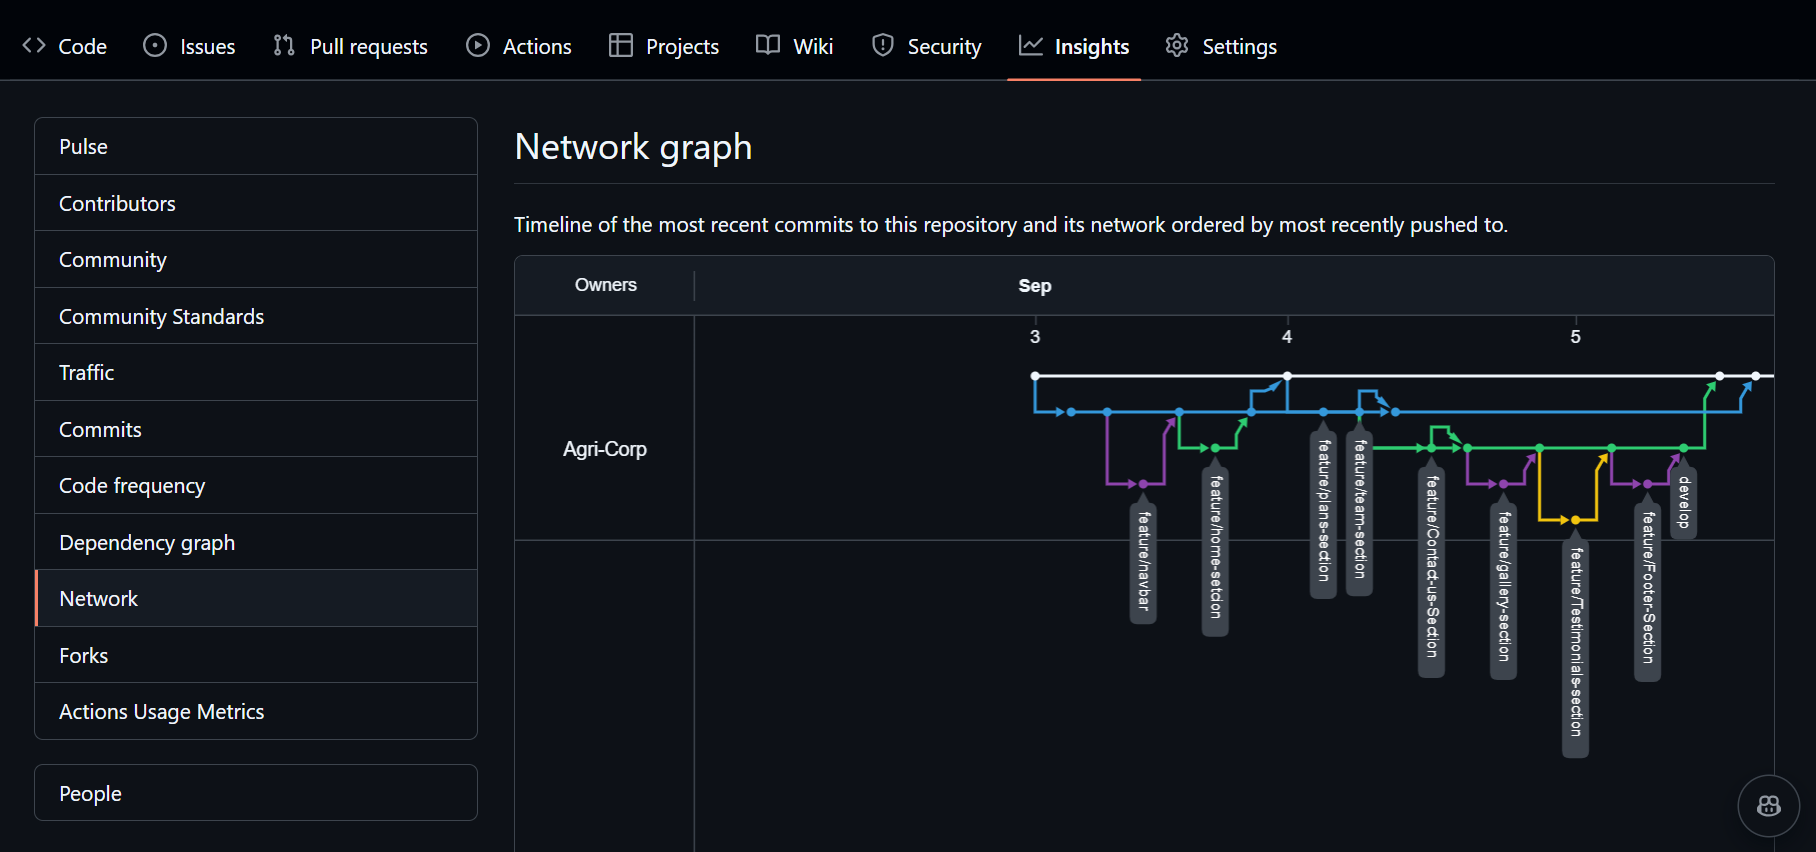 Code Issues Pull requests Actions Projects Wiki Security Insights Settings
Pulse
Contributors
Community
Community Standards
Traffic
Commits
Code frequency
Dependency graph
Network
Forks
Actions Usage Metrics
People
Network graph
Timeline of the most recent commits to this repository and its network ordered by most recently pushed to.
Owners
Sep
3 4 5
Agri-Corp
feature/navbar
feature/home-setcion
feature/plans-section
feature/team-section
feature/Contact-us-Section
feature/gallery-section
feature/Testimonials-section
feature/Footer-Section
develop